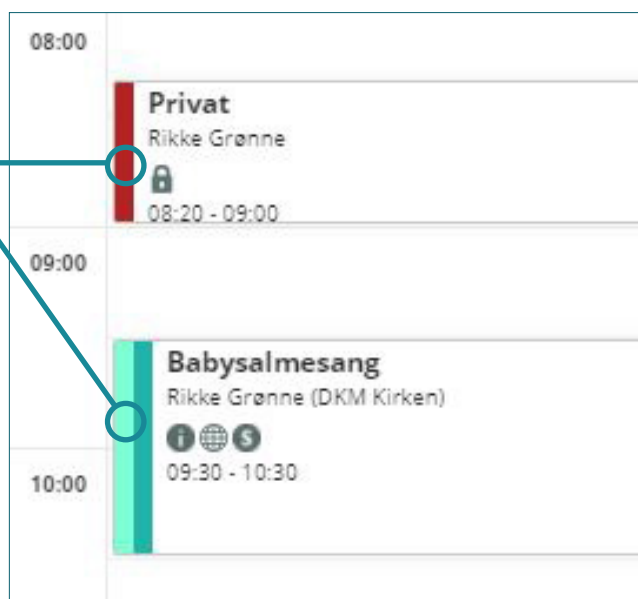 08:00
Privat
Rikke Grønne
08:20 - 09:00
09:00
Babysalmesang
Rikke Grønne (DKM Kirken)
i S
09:30 - 10:30
10:00